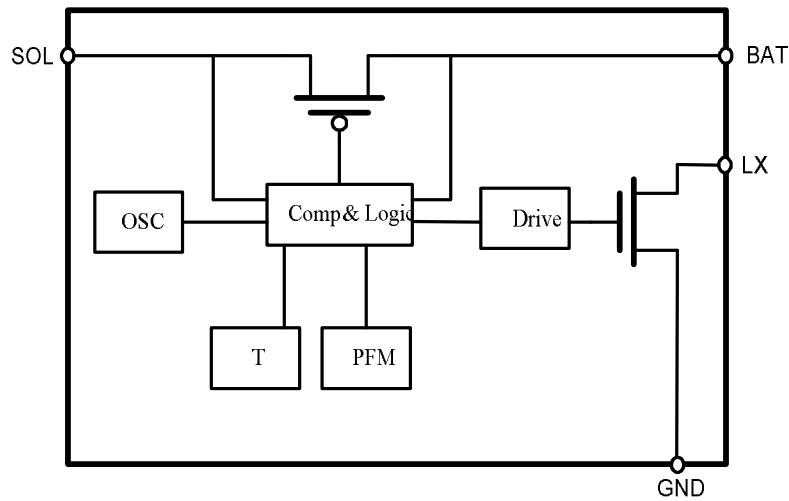 SOL
BAT
LX
OSC
Comp& Logic
Drive
T
PFM
GND